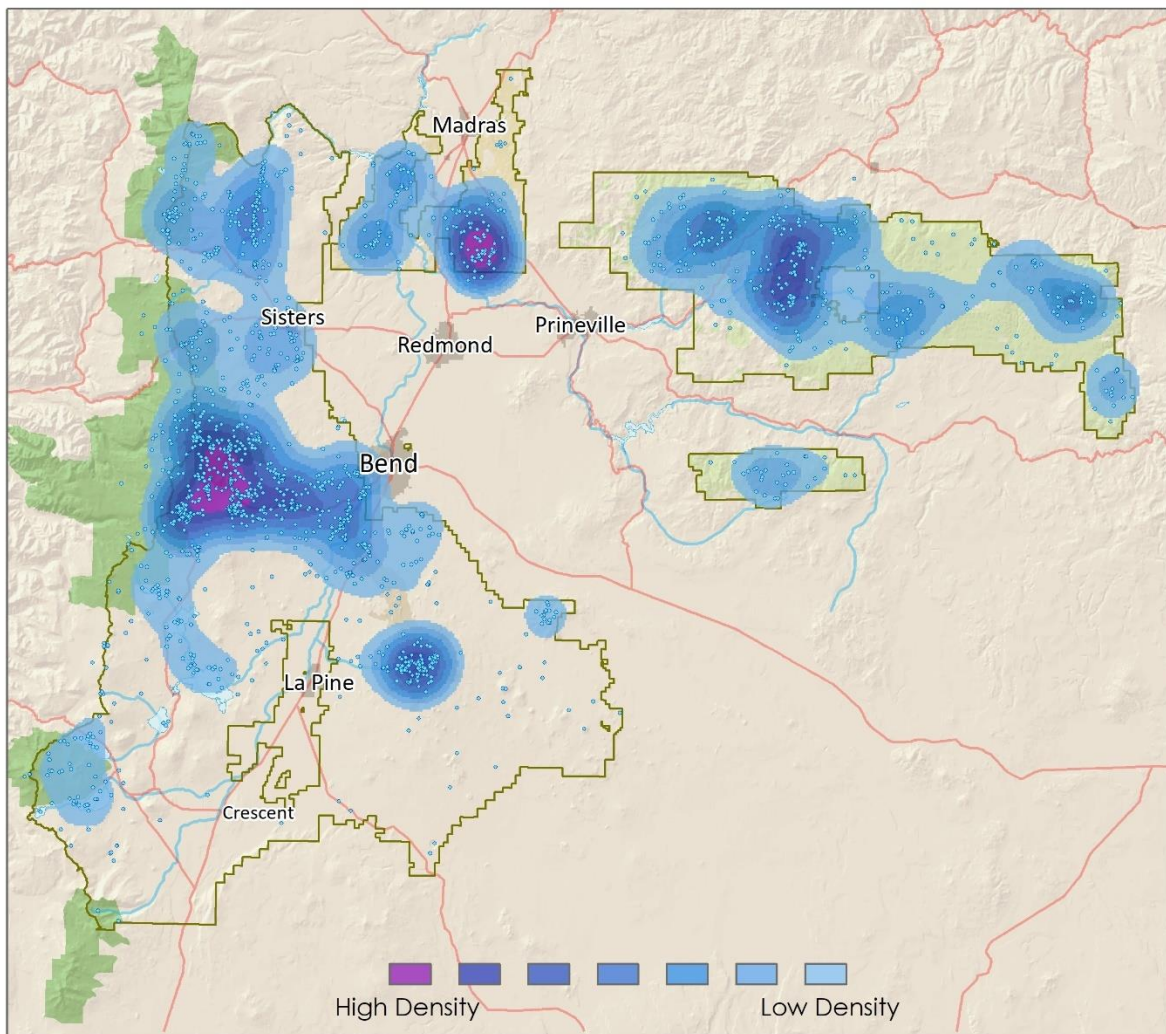 Madras
Sisters
Prineville
Redmond
Bend
La Pine
Crescent
High Density
Low Density